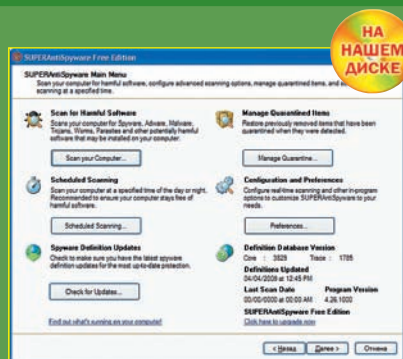 НА
НАШЕМ
ДИСКЕ
SUPERAntiSpyware Free Edition
SUPERAntiSpyware Main Menu
Scan your computer for harmful software, configure advanced scanning options, manage quarantined items, and
scanning at a specified time.
Scan for Harmful Software
Scans your computer for Spyware, Adware, Malware,
Trojans, Worms, Parasites and other potentially harmful
software that may be installed on your computer.
Scan your Computer...
Manage Quarantined Items
Restore previously removed items that have been
quarantined when they were detected.
Manage Quarantine...
Scheduled Scanning
Scan your computer at a specified time of the day or night.
Recommended to ensure your computer stays free of
harmful software.
Scheduled Scanning...
Configuration and Preferences
Configure real-time scanning and other in-program
options to customize SUPERAntiSpyware to your
needs.
Preferences...
Spyware Definition Updates
Check to make sure you have the latest spyware
definition updates for the most up-to-date protection.
Check for Updates...
Definition Database Version
Core : 3829 Trace : 1785
Definitions Updated
04/04/2008 at 12:45 PM
Last Scan Date Program Version
00/00/0000 at 00:00 AM 4.26.1000
SUPERAntiSpyware Free Edition
Find out what's running on your computer!
Click here to upgrade now
< Назад Далее > Отмена